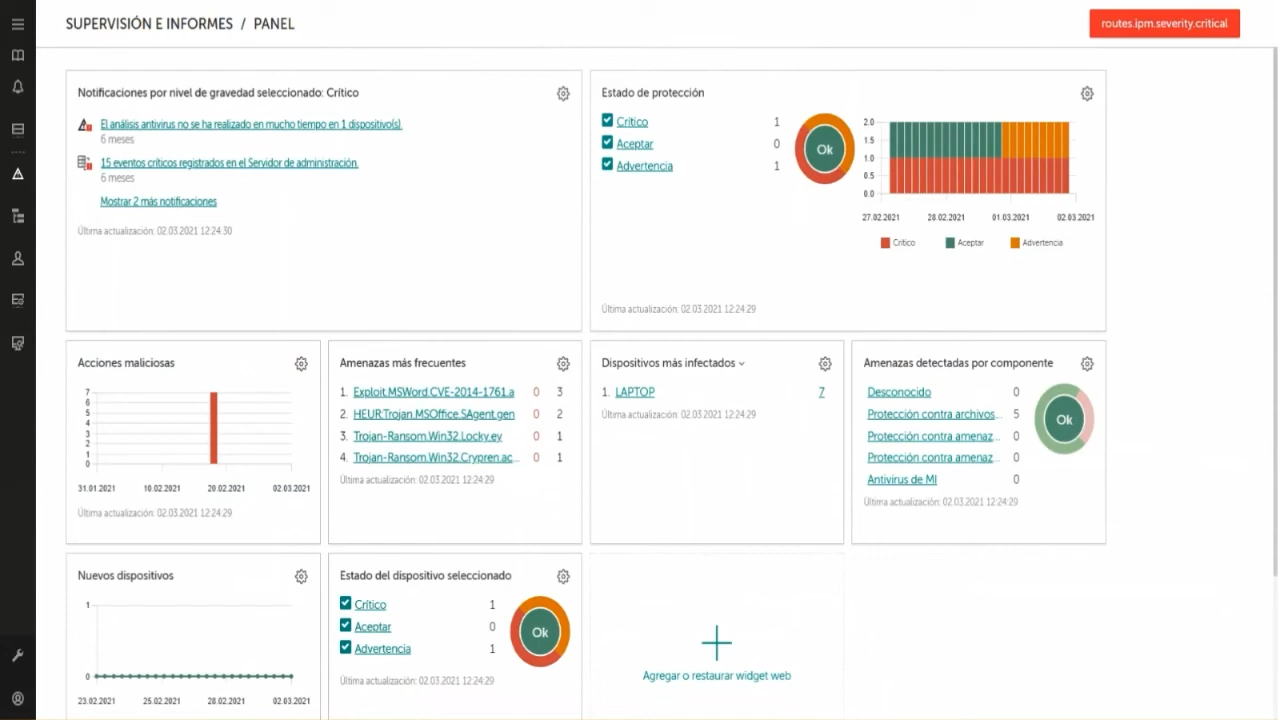 SUPERVISIÓN E INFORMES / PANEL
routes.ipm.severity.critical
Notificaciones por nivel de gravedad seleccionado: Crítico
El análisis antivirus no se ha realizado en mucho tiempo en 1 dispositivo(s).
6 meses
15 eventos críticos registrados en el Servidor de administración.
6 meses
Mostrar 2 más notificaciones
Última actualización: 02.03.2021 12:24:30
Estado de protección
Crítico 1
Aceptar 0
Advertencia 1
Ok
2.0
1.5
1.0
0.5
0.0
27.02.2021 28.02.2021 01.03.2021 02.03.2021
Crítico Aceptar Advertencia
Última actualización: 02.03.2021 12:24:29
Acciones maliciosas
7
6
5
4
3
2
1
0
31.01.2021 10.02.2021 20.02.2021 02.03.2021
Última actualización: 02.03.2021 12:24:29
Amenazas más frecuentes
1. Exploit.MSWord.CVE-2014-1761.a 0 3
2. HEUR:Trojan.MSOffice.SAgent.gen 0 2
3. Trojan-Ransom.Win32.Locky.ey 0 1
4. Trojan-Ransom.Win32.Crypren.ac... 0 1
Última actualización: 02.03.2021 12:24:29
Dispositivos más infectados
1. LAPTOP 7
Última actualización: 02.03.2021 12:24:29
Amenazas detectadas por componente
Desconocido 0
Protección contra archivos... 5
Protección contra amenaz... 0
Protección contra amenaz... 0
Antivirus de MI 0
Ok
Última actualización: 02.03.2021 12:24:29
Nuevos dispositivos
1
0
23.02.2021 25.02.2021 28.02.2021 02.03.2021
Estado del dispositivo seleccionado
Crítico 1
Aceptar 0
Advertencia 1
Ok
Última actualización: 02.03.2021 12:24:29
Agregar o restaurar widget web